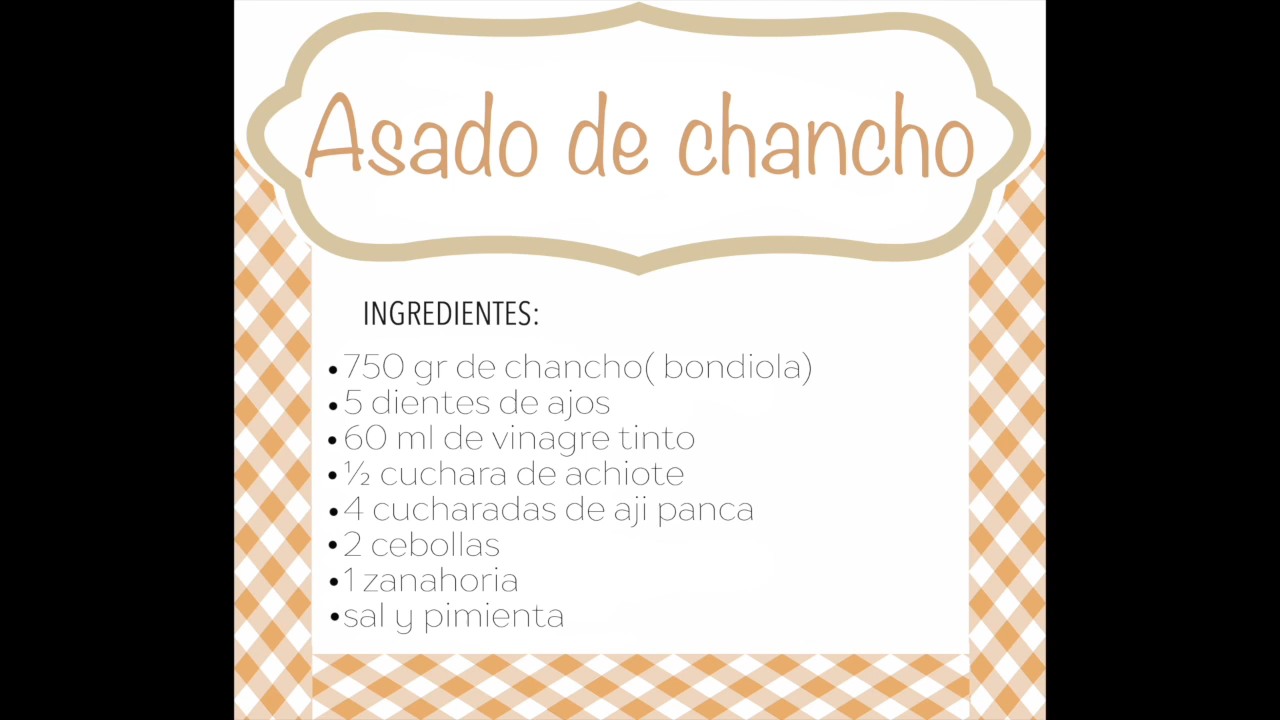 Asado de chancho
INGREDIENTES:
•750 gr de chancho( bondiola)
•5 dientes de ajos
•60 ml de vinagre tinto
•½ cuchara de achiote
•4 cucharadas de aji panca
•2 cebollas
•1 zanahoria
•sal y pimienta